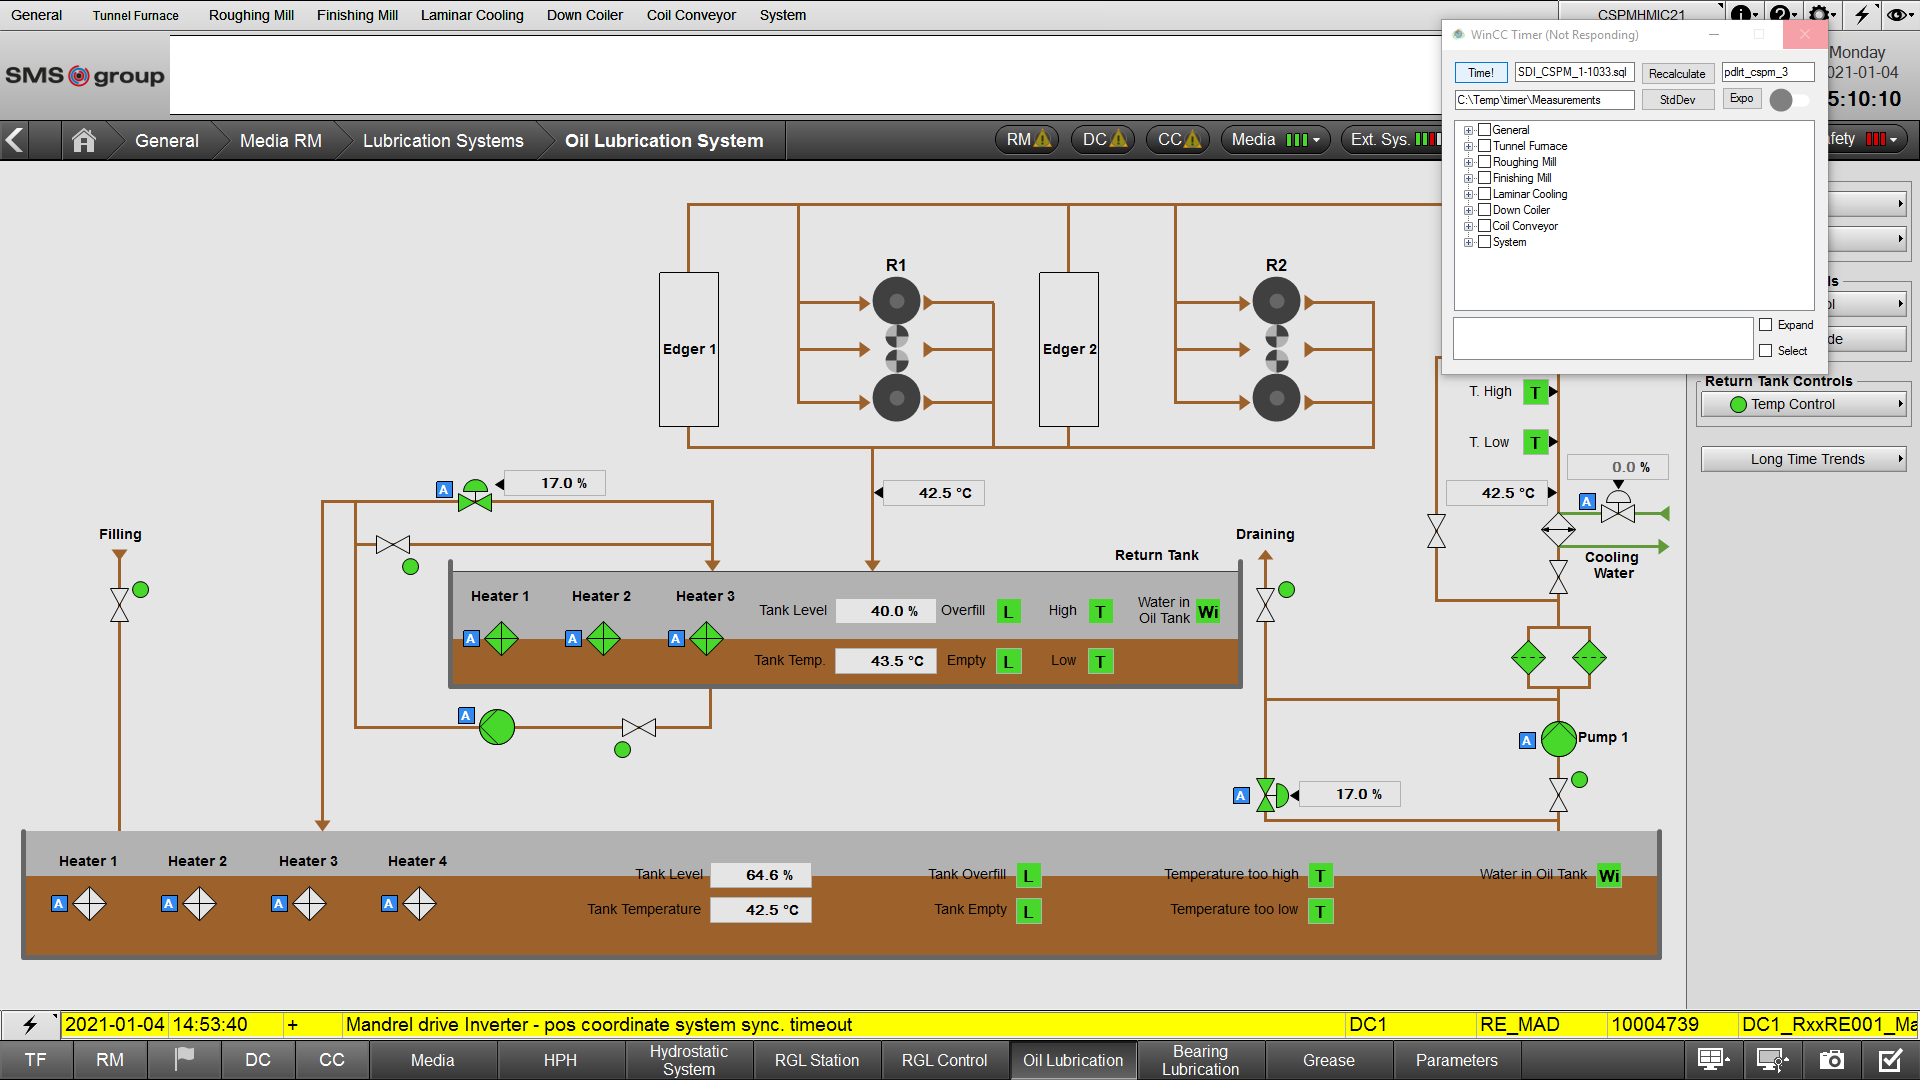 General Tunnel Furnace Roughing Mill Finishing Mill Laminar Cooling Down Coiler Coil Conveyor System CSPMHMIC21
SMS group
WinCC Timer (Not Responding)
Monday
021-01-04
5:10:10
Time! SDI_CSPM_1-1033.sql Recalculate pdlrt_cspm_3
C:\Temp\timer\Measurements StdDev Expo
General
Tunnel Furnace
Roughing Mill
Finishing Mill
Laminar Cooling
Down Coiler
Coil Conveyor
System
Expand
Select
General Media RM Lubrication Systems Oil Lubrication System RM DC CC Media Ext. Sys. fety
ls
ol
de
Return Tank Controls
Temp Control
Long Time Trends
R1 R2
Edger 1 Edger 2
T. High T
T. Low T
0.0 %
A 17.0 %
42.5 °C
42.5 °C
A
Filling
Draining
Cooling
Water
Return Tank
Heater 1 Heater 2 Heater 3
A A A
Tank Level 40.0 % Overfill L High T Water in
Oil Tank Wi
Tank Temp. 43.5 °C Empty L Low T
A
A Pump 1
A 17.0 %
Heater 1 Heater 2 Heater 3 Heater 4
A A A A
Tank Level 64.6 % Tank Overfill L Temperature too high T Water in Oil Tank Wi
Tank Temperature 42.5 °C Tank Empty L Temperature too low T
2021-01-04 14:53:40 + Mandrel drive Inverter - pos coordinate system sync. timeout DC1 RE_MAD 10004739 DC1_RxxRE001_Ma
TF RM DC CC Media HPH Hydrostatic
System RGL Station RGL Control Oil Lubrication Bearing
Lubrication Grease Parameters